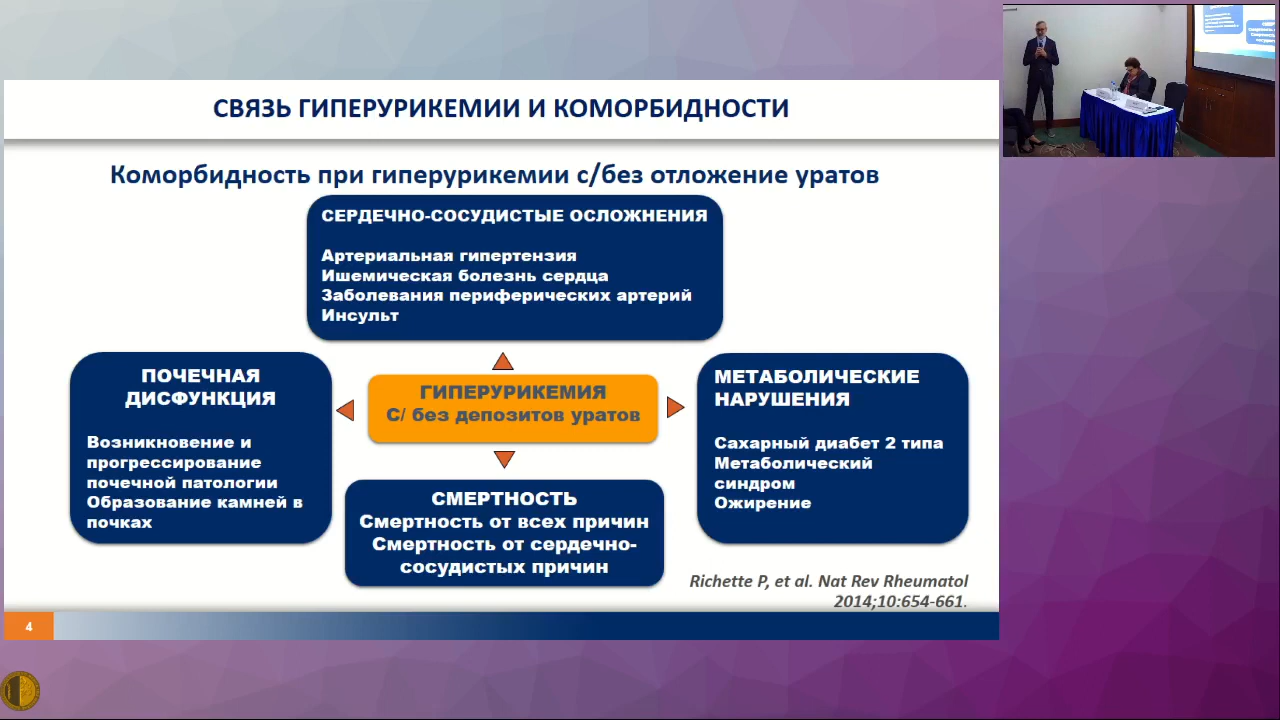 СВЯЗЬ ГИПЕРУРИКЕМИИ И КОМОРБИДНОСТИ
Коморбидность при гиперурикемии с/без отложение уратов
СЕРДЕЧНО-СОСУДИСТЫЕ ОСЛОЖНЕНИЯ
Артериальная гипертензия
Ишемическая болезнь сердца
Заболевания периферических артерий
Инсульт
ПОЧЕЧНАЯ
ДИСФУНКЦИЯ
Возникновение и
прогрессирование
почечной патологии
Образование камней в
почках
ГИПЕРУРИКЕМИЯ
С/ без депозитов уратов
МЕТАБОЛИЧЕСКИЕ
НАРУШЕНИЯ
Сахарный диабет 2 типа
Метаболический
синдром
Ожирение
СМЕРТНОСТЬ
Смертность от всех причин
Смертность от сердечно-
сосудистых причин
Richette P, et al. Nat Rev Rheumatol
2014;10:654-661.
4